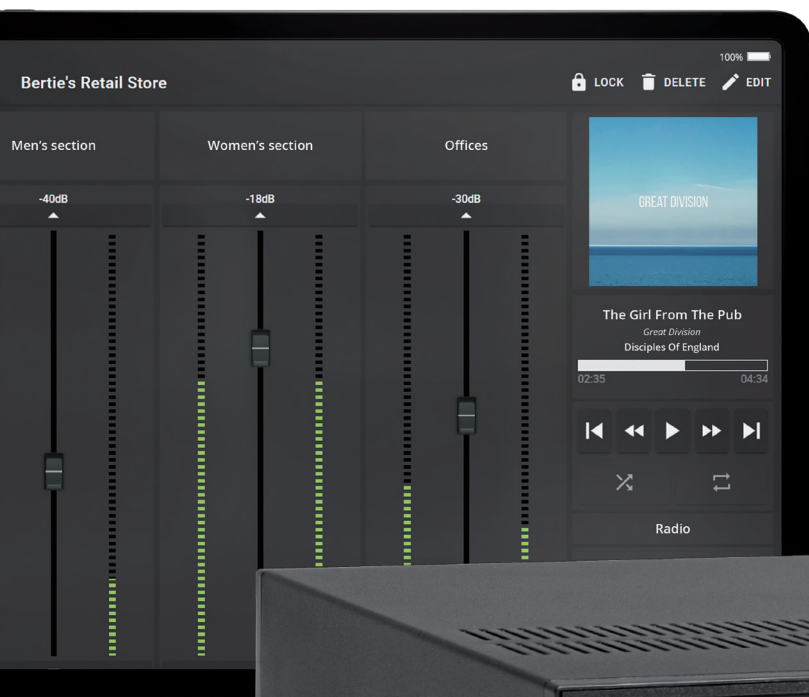 100%
Bertie's Retail Store
LOCK
DELETE
EDIT
Men's section
Women's section
Offices
-40dB
-18dB
-30dB
GREAT DIVISION
The Girl From The Pub
Great Division
Disciples Of England
02:35
04:34
Radio